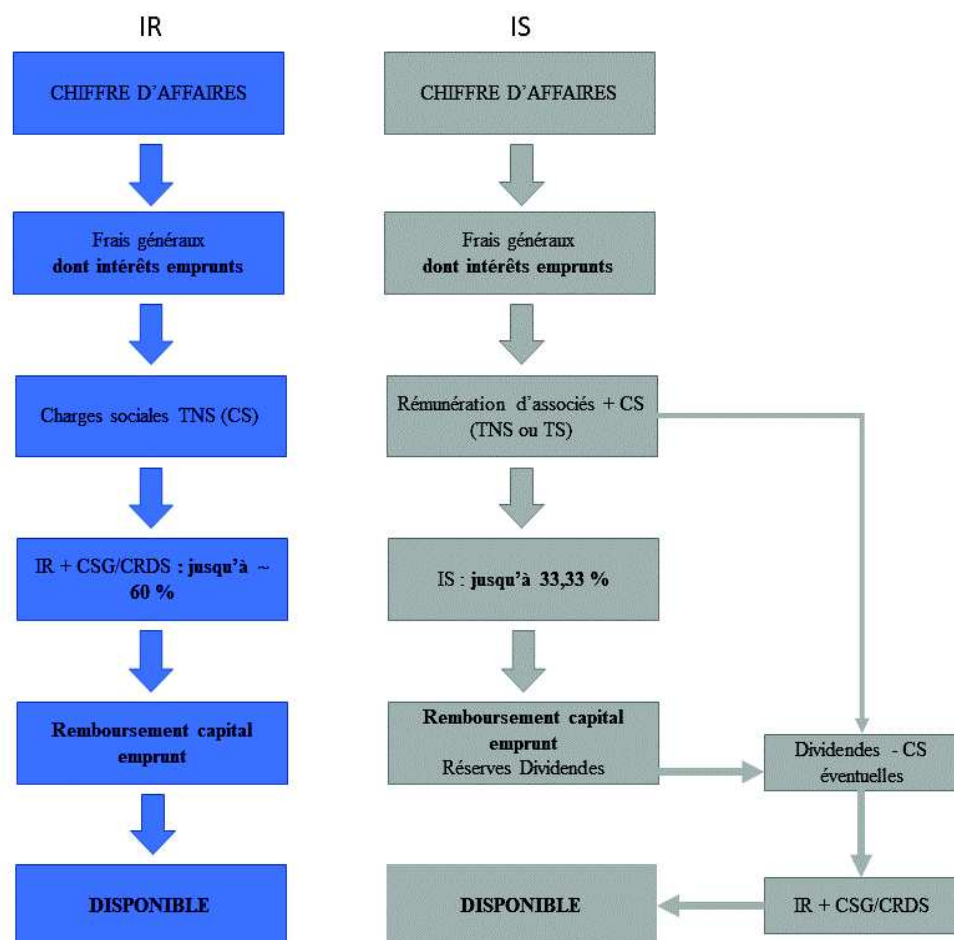 IR
CHIFFRE D'AFFAIRES
Frais généraux
dont intérêts emprunts
Charges sociales TNS (CS)
IR + CSG/CRDS : jusqu'à ~
60 %
Remboursement capital
emprunt
DISPONIBLE
IS
CHIFFRE D'AFFAIRES
Frais généraux
dont intérêts emprunts
Rémunération d'associés + CS
(TNS ou TS)
IS : jusqu'à 33,33 %
Remboursement capital
emprunt
Réserves Dividendes
Dividendes - CS
éventuelles
IR + CSG/CRDS
DISPONIBLE